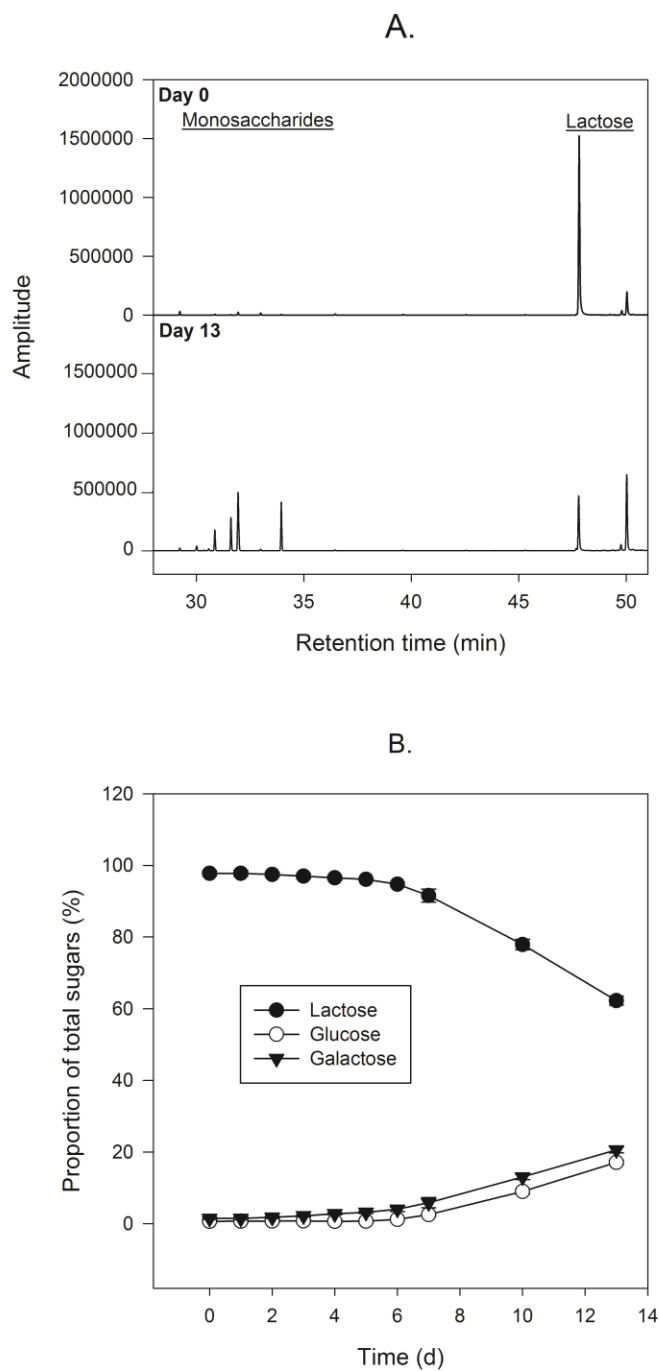 A.
2000000
Day 0
Monosaccharides Lactose
1500000
1000000
500000
0
Day 13
1500000
1000000
500000
0
Amplitude
30 35 40 45 50
Retention time (min)
B.
120
100
80
60
40
20
0
Proportion of total sugars (%)
Lactose
Glucose
Galactose
0 2 4 6 8 10 12 14
Time (d)